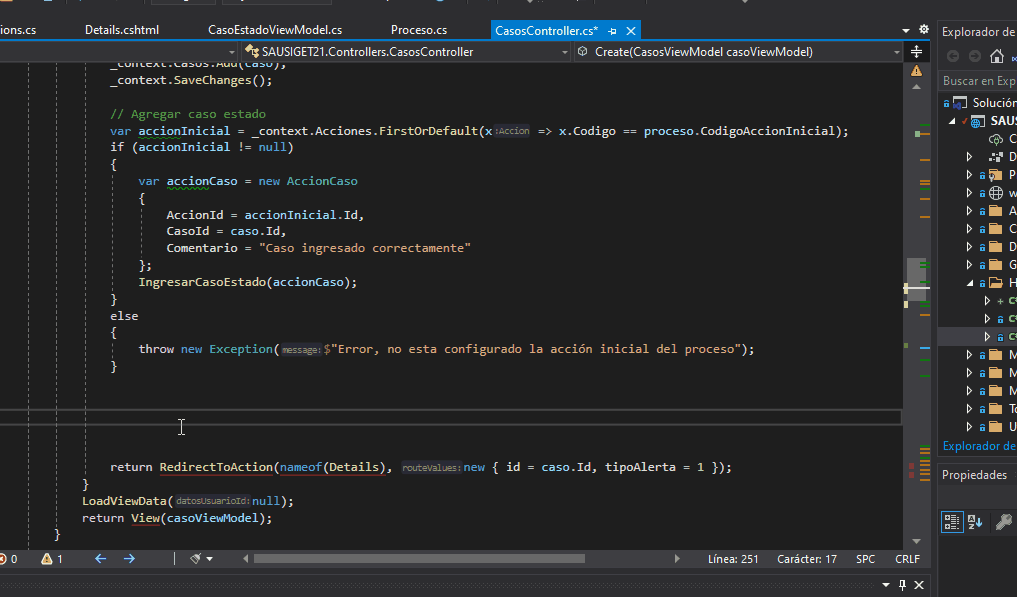 ions.cs Details.cshtml CasoEstadoViewModel.cs Proceso.cs CasosController.cs*
SAUSIGET21.Controllers.CasosController Create(CasosViewModel casoViewModel)
_context.Casos.Add(caso);
_context.SaveChanges();
// Agregar caso estado
var accionInicial = _context.Acciones.FirstOrDefault(x :Accion => x.Codigo == proceso.CodigoAccionInicial);
if (accionInicial != null)
{
var accionCaso = new AccionCaso
{
AccionId = accionInicial.Id,
CasoId = caso.Id,
Comentario = "Caso ingresado correctamente"
};
IngresarCasoEstado(accionCaso);
}
else
{
throw new Exception( message: $"Error, no esta configurado la acción inicial del proceso");
}
return RedirectToAction(nameof(Details), routeValues: new { id = caso.Id, tipoAlerta = 1 });
}
LoadViewData( datosUsuarioId: null);
return View(casoViewModel);
}
0 1 Línea: 251 Carácter: 17 SPC CRLF
Explorador de
Buscar en Exp
Solución
SAUS
C
D
P
w
A
C
D
G
H
C#
C#
C#
M
M
M
To
U
Explorador de
Propiedades